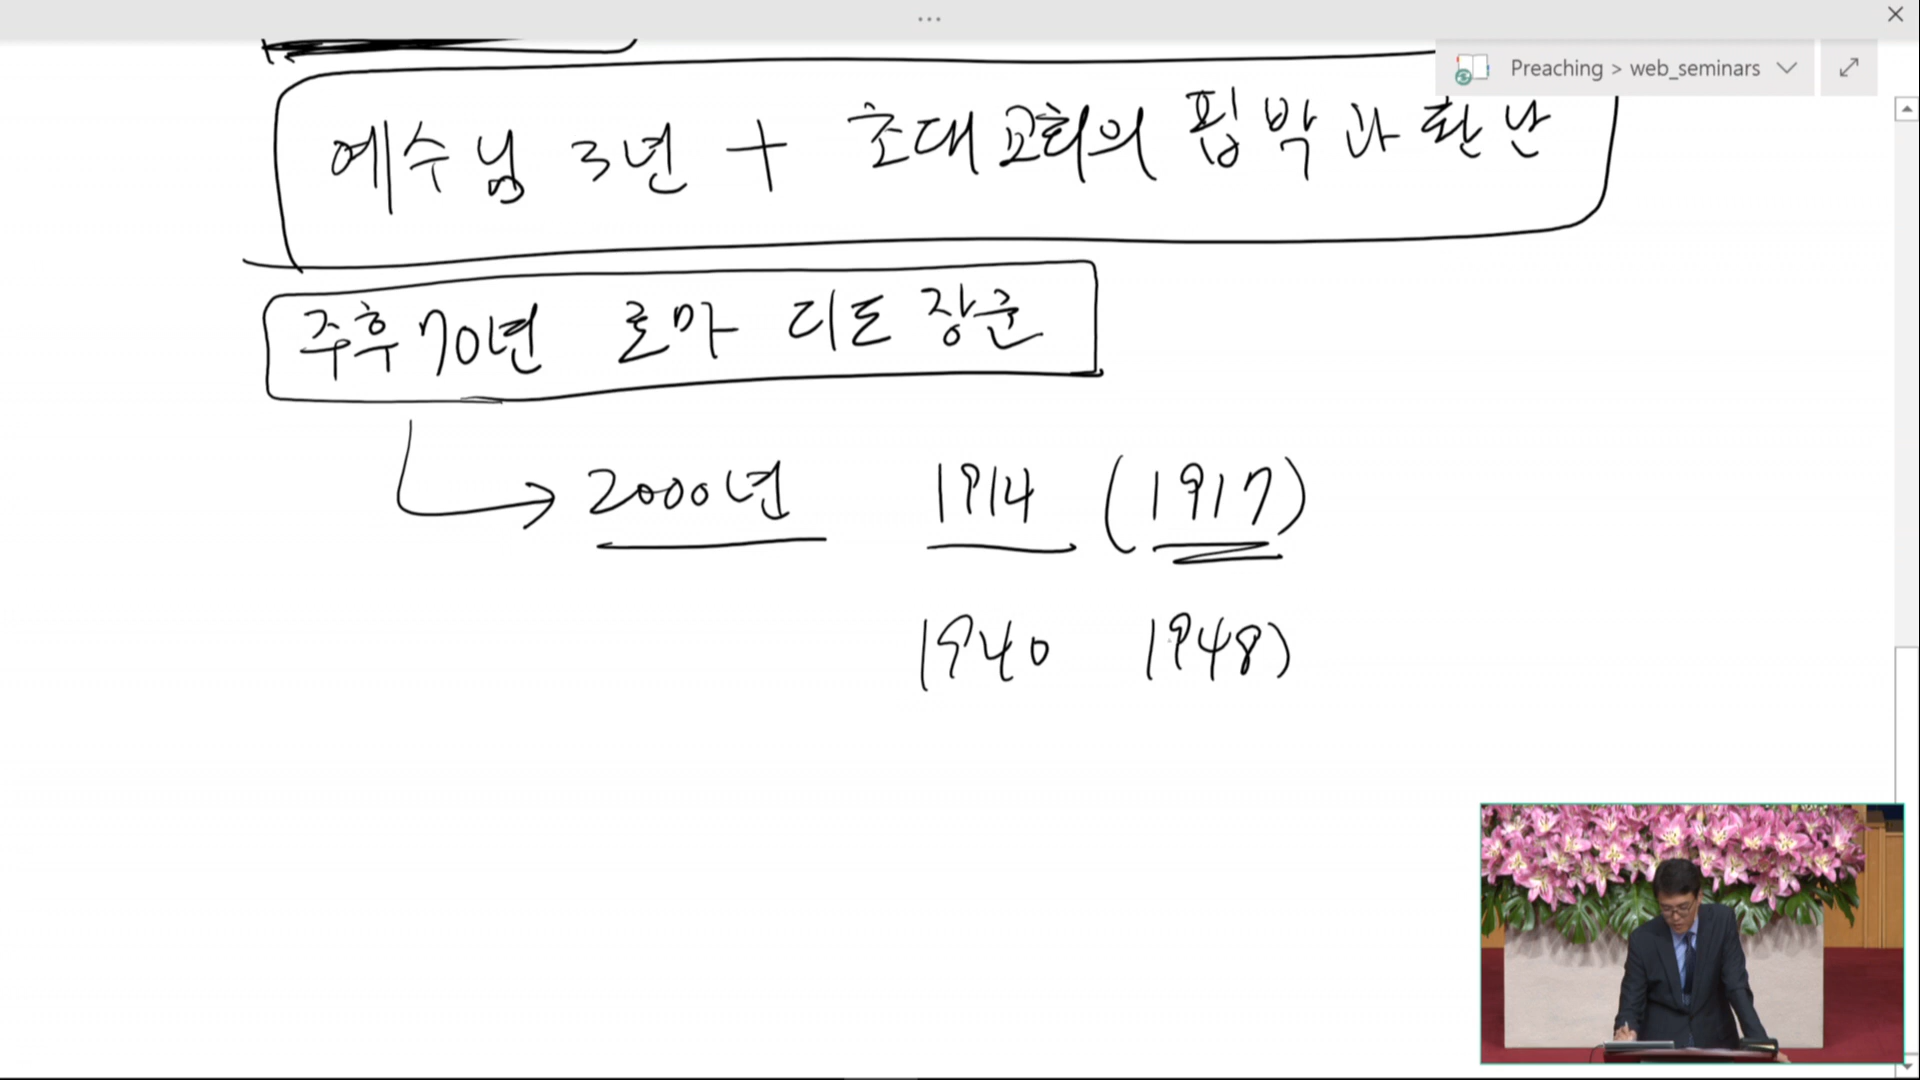 ...
Preaching > web_seminars
예수님 3년 + 초대교회의 핍박과 환난
주후 70년 로마 디도 장군
→ 2000년 1914 (1917)
1940 1948)